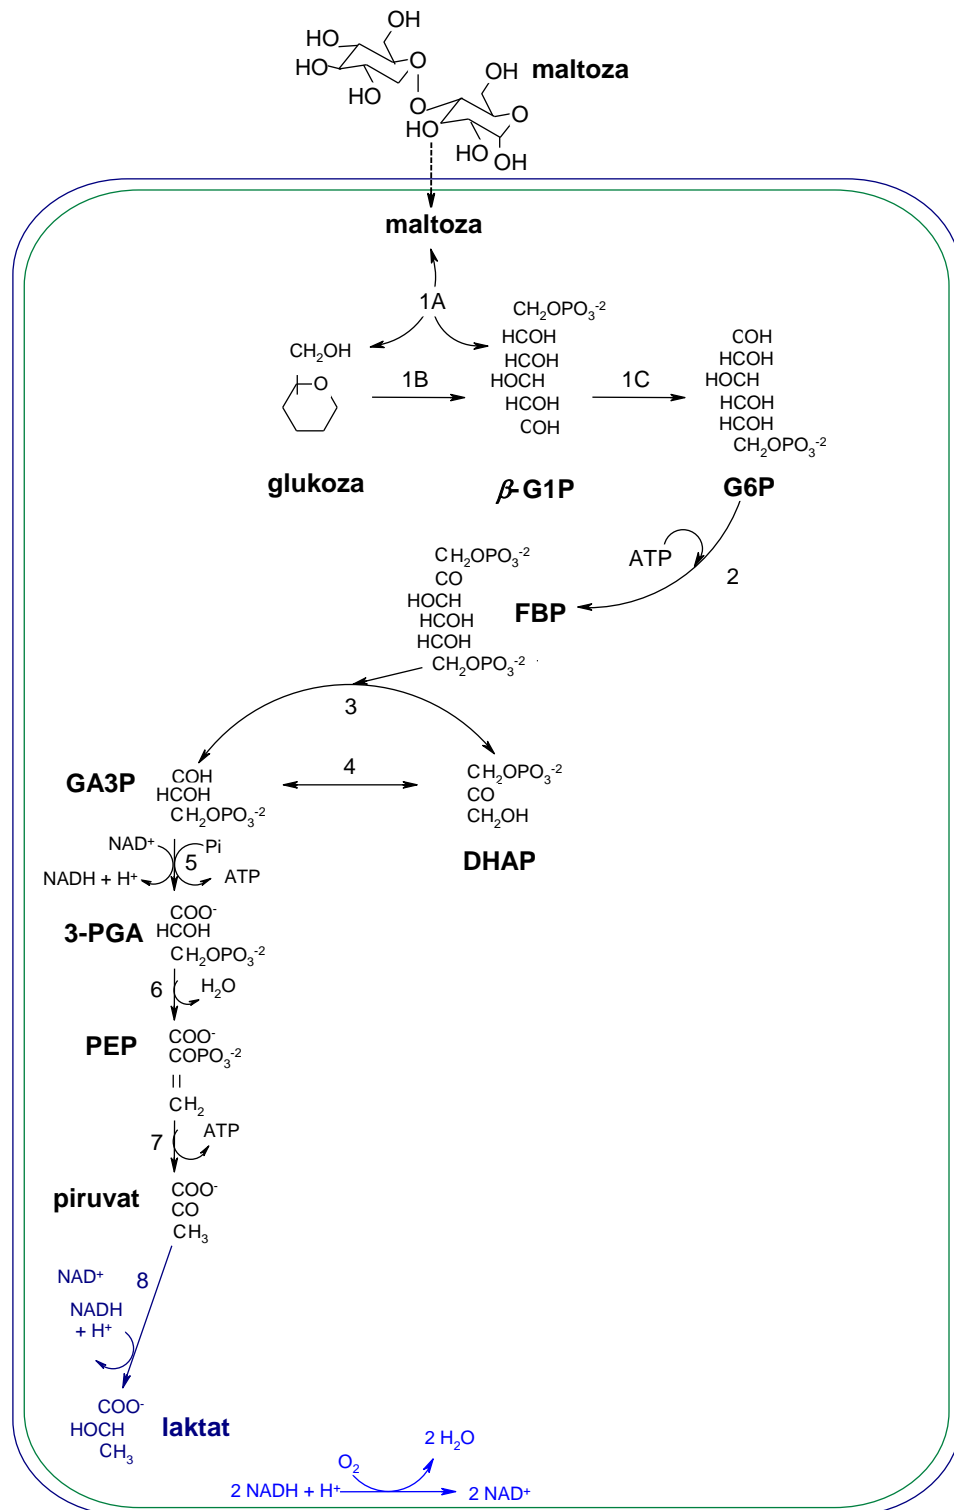 OH
HO
HO
HO
O
OH
maltoza
O
HO
O
HO
OH
maltoza
1A
CH₂OPO₃⁻²
HCOH
HCOH
HOCH
HCOH
COH
CH₂OH
O
1B
1C
COH
HCOH
HOCH
HCOH
HCOH
CH₂OPO₃⁻²
glukoza
β-G1P
G6P
ATP
2
CH₂OPO₃⁻²
CO
HOCH
HCOH
HCOH
CH₂OPO₃⁻²
FBP
3
GA3P
COH
HCOH
CH₂OPO₃⁻²
4
CH₂OPO₃⁻²
CO
CH₂OH
DHAP
NAD⁺
5
Pi
NADH + H⁺
ATP
3-PGA
COO⁻
HCOH
CH₂OPO₃⁻²
6
H₂O
PEP
COO⁻
COPO₃⁻²
CH₂
7
ATP
piruvat
COO⁻
CO
CH₃
NAD⁺
8
NADH
+ H⁺
COO⁻
HOCH
CH₃
laktat
O₂
2 H₂O
2 NADH + H⁺
2 NAD⁺